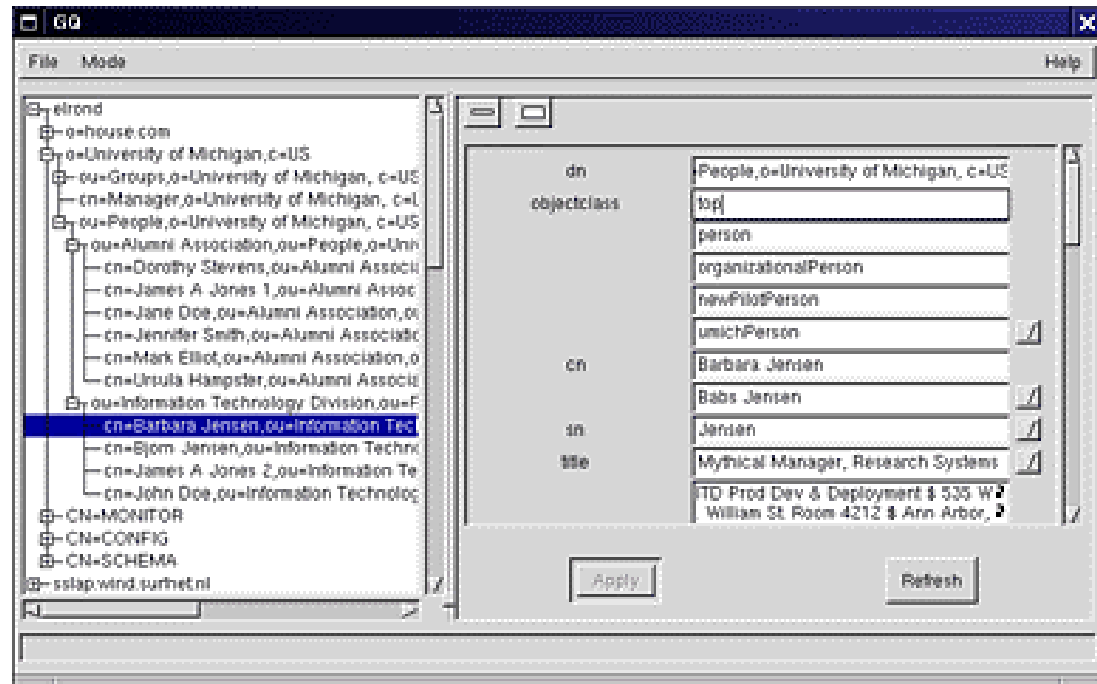 GQ
File Mode Help
elrond
o=house.com
o=University of Michigan,c=US
ou=Groups,o=University of Michigan, c=US
cn=Manager,o=University of Michigan, c=U
ou=People,o=University of Michigan, c=US
ou=Alumni Association,ou=People,o=Univ
cn=Dorothy Stevens,ou=Alumni Associa
cn=James A Jones 1,ou=Alumni Assoc
cn=Jane Doe,ou=Alumni Association,ou
cn=Jennifer Smith,ou=Alumni Associatic
cn=Mark Elliot,ou=Alumni Association,o
cn=Ursula Hampster,ou=Alumni Associa
ou=Information Technology Division,ou=P
cn=Barbara Jensen,ou=Information Tec
cn=Bjorn Jensen,ou=Information Techno
cn=James A Jones 2,ou=Information Te
cn=John Doe,ou=Information Technolog
CN=MONITOR
CN=CONFIG
CN=SCHEMA
sslap.wind.surfnet.nl
dn People,o=University of Michigan, c=US
objectclass top
person
organizationalPerson
newPilotPerson
umichPerson
cn Barbara Jensen
Babs Jensen
sn Jensen
title Mythical Manager, Research Systems
ITD Prod Dev & Deployment $ 535 W
William St. Room 4212 $ Ann Arbor,
Apply Refresh